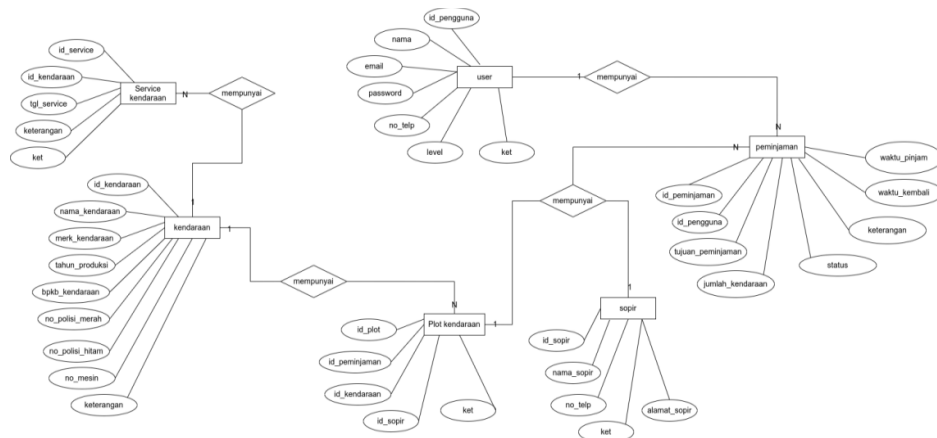 id_pengguna
nama
email
password
no_telp
level
ket
user
1
mempunyai
N
id_service
id_kendaraan
tgl_service
keterangan
ket
Service
kendaraan
N
mempunyai
1
id_kendaraan
nama_kendaraan
merk_kendaraan
tahun_produksi
bpkb_kendaraan
no_polisi_merah
no_polisi_hitam
no_mesin
keterangan
kendaraan
1
mempunyai
N
id_plot
id_peminjaman
id_kendaraan
id_sopir
ket
Plot kendaraan
1
mempunyai
N
1
peminjaman
id_peminjaman
id_pengguna
tujuan_peminjaman
jumlah_kendaraan
status
keterangan
waktu_kembali
waktu_pinjam
sopir
id_sopir
nama_sopir
no_telp
ket
alamat_sopir